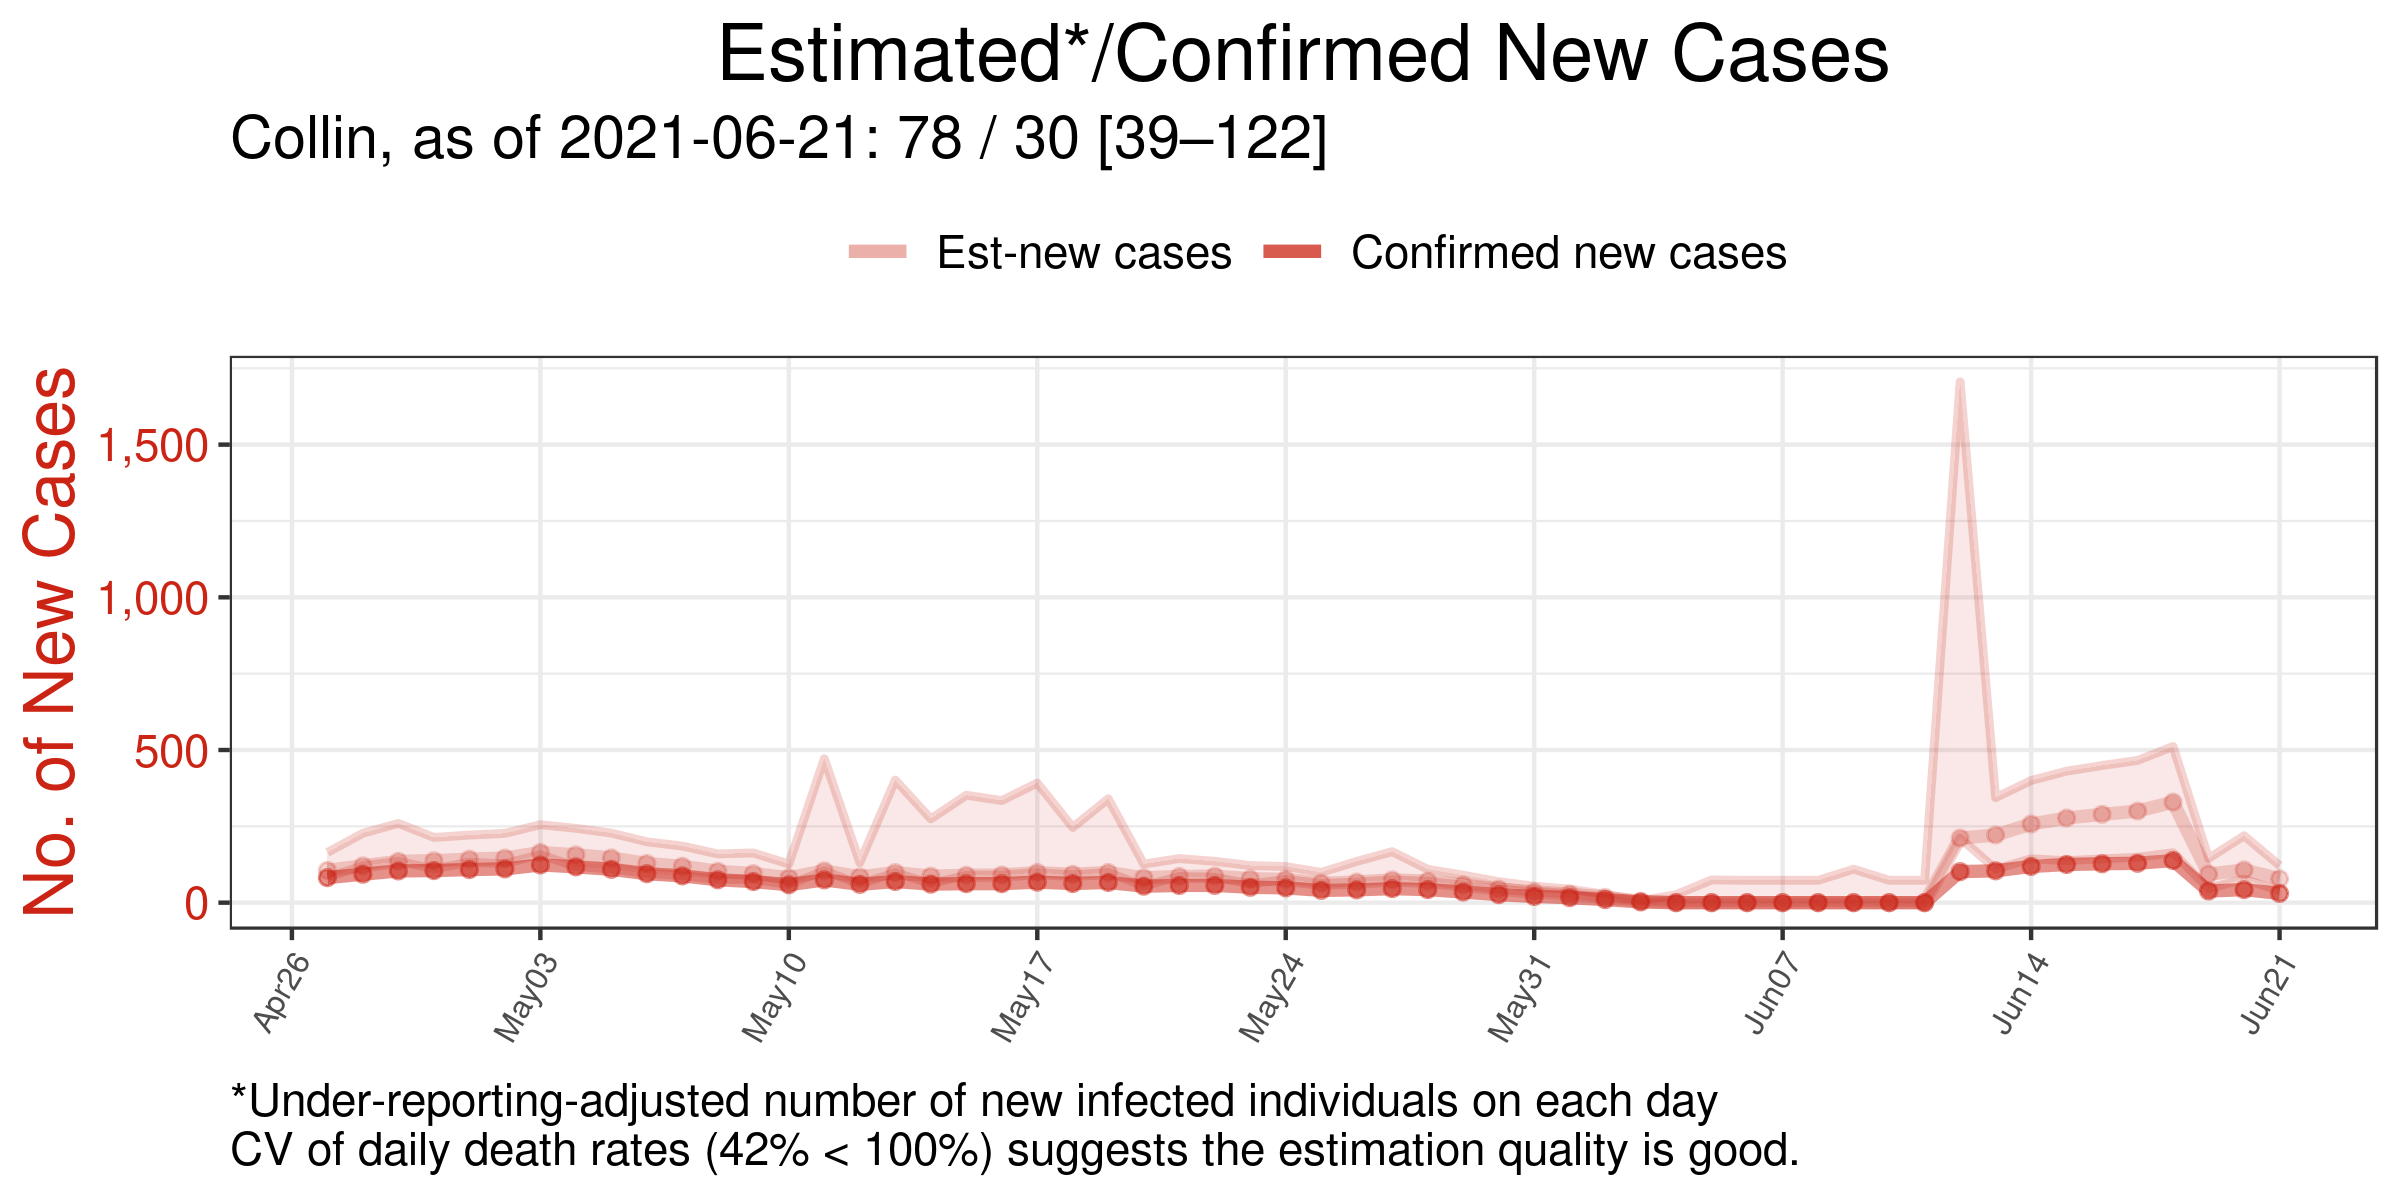 Estimated*/Confirmed New Cases
Collin, as of 2021-06-21: 78 / 30 [39–122]
Est-new cases
Confirmed new cases
No. of New Cases
1,500
1,000
500
0
Apr26
May03
May10
May17
May24
May31
Jun07
Jun14
Jun21
*Under-reporting-adjusted number of new infected individuals on each day
CV of daily death rates (42% < 100%) suggests the estimation quality is good.